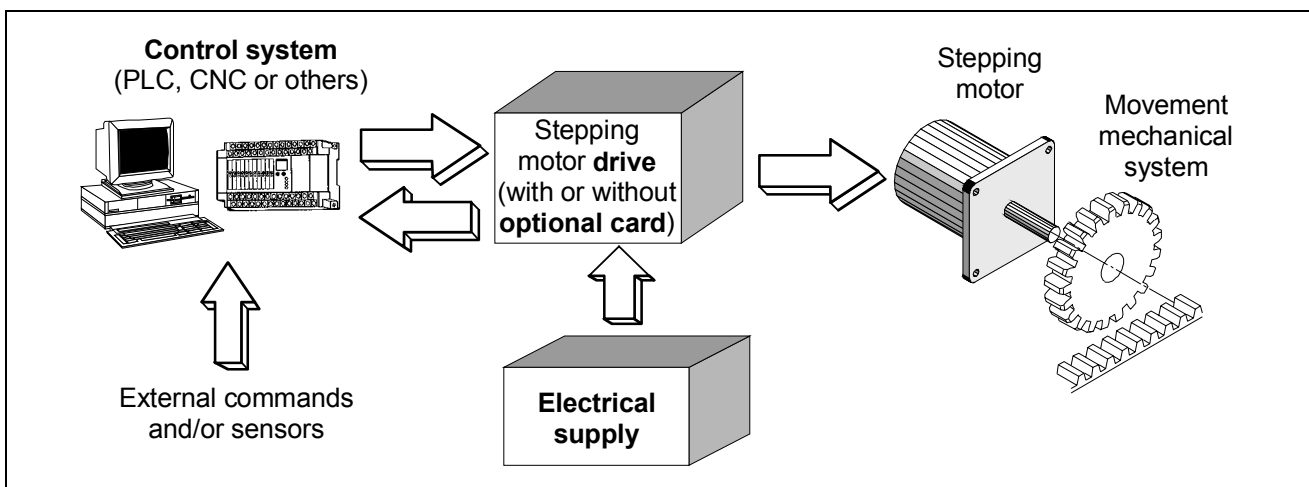 Control system
(PLC, CNC or others)
Stepping
motor drive
(with or without
optional card)
Stepping
motor
Movement
mechanical
system
External commands
and/or sensors
Electrical
supply